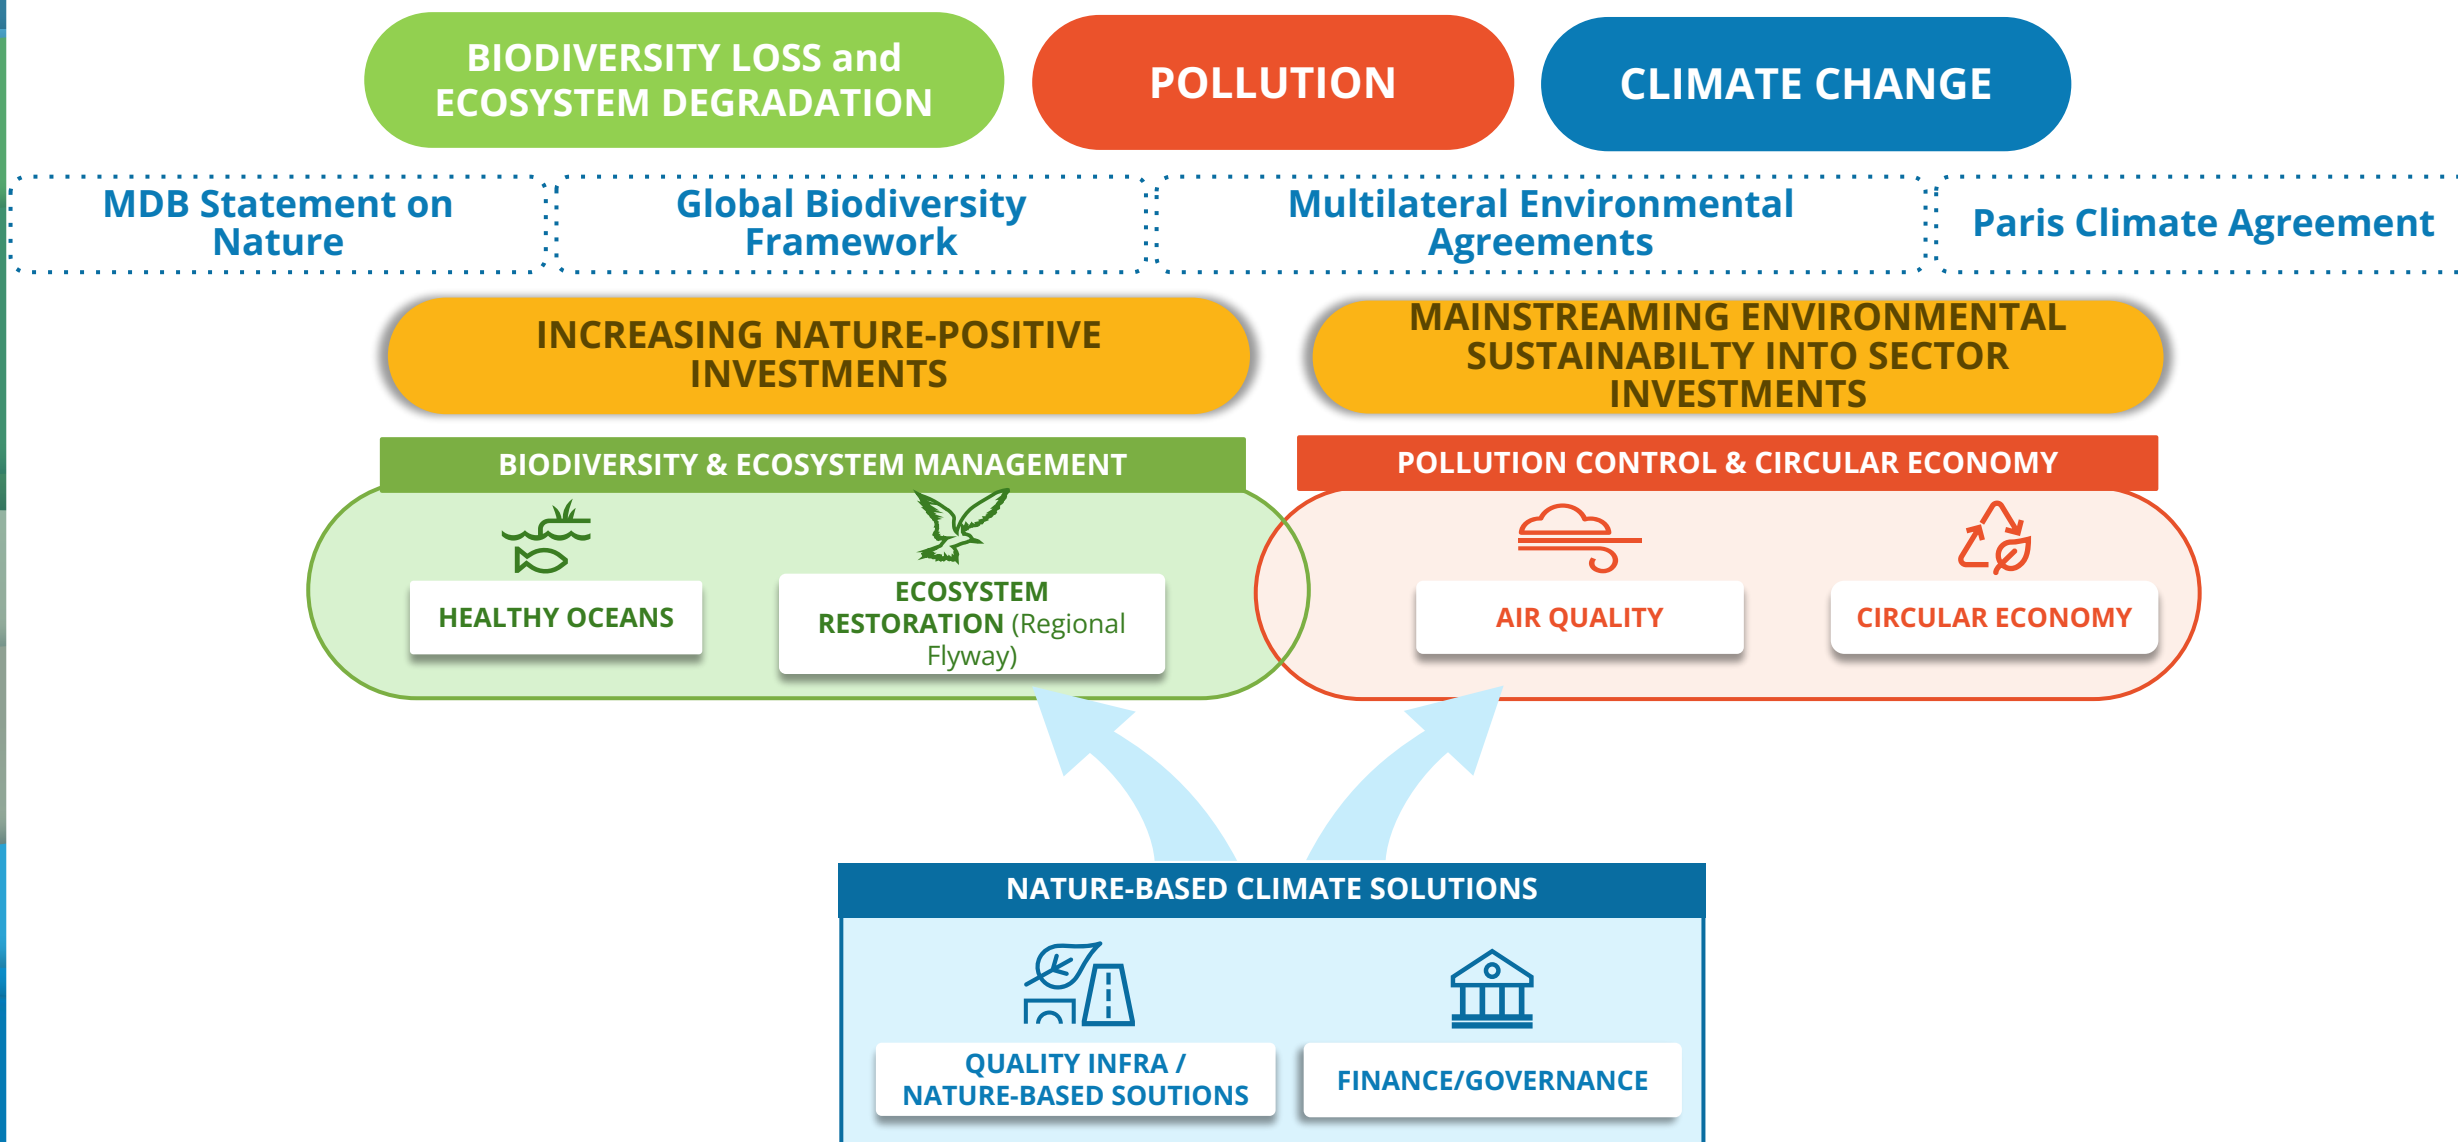 BIODIVERSITY LOSS and
ECOSYSTEM DEGRADATION
POLLUTION
CLIMATE CHANGE
MDB Statement on
Nature
Global Biodiversity
Framework
Multilateral Environmental
Agreements
Paris Climate Agreement
INCREASING NATURE-POSITIVE
INVESTMENTS
MAINSTREAMING ENVIRONMENTAL
SUSTAINABILTY INTO SECTOR
INVESTMENTS
BIODIVERSITY & ECOSYSTEM MANAGEMENT
POLLUTION CONTROL & CIRCULAR ECONOMY
HEALTHY OCEANS
ECOSYSTEM
RESTORATION (Regional
Flyway)
AIR QUALITY
CIRCULAR ECONOMY
NATURE-BASED CLIMATE SOLUTIONS
QUALITY INFRA /
NATURE-BASED SOUTIONS
FINANCE/GOVERNANCE